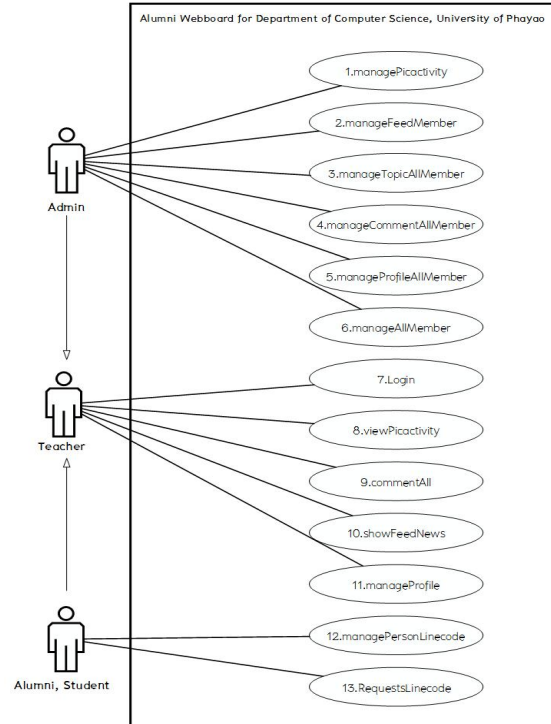 Alumni Webboard for Department of Computer Science, University of Phayao
1.managePicactivity
2.manageFeedMember
3.manageTopicAllMember
Admin
4.manageCommentAllMember
5.manageProfileAllMember
6.manageAllMember
7.Login
8.viewPicactivity
Teacher
9.commentAll
10.showFeedNews
11.manageProfile
12.managePersonLinecode
Alumni, Student
13.RequestsLinecode